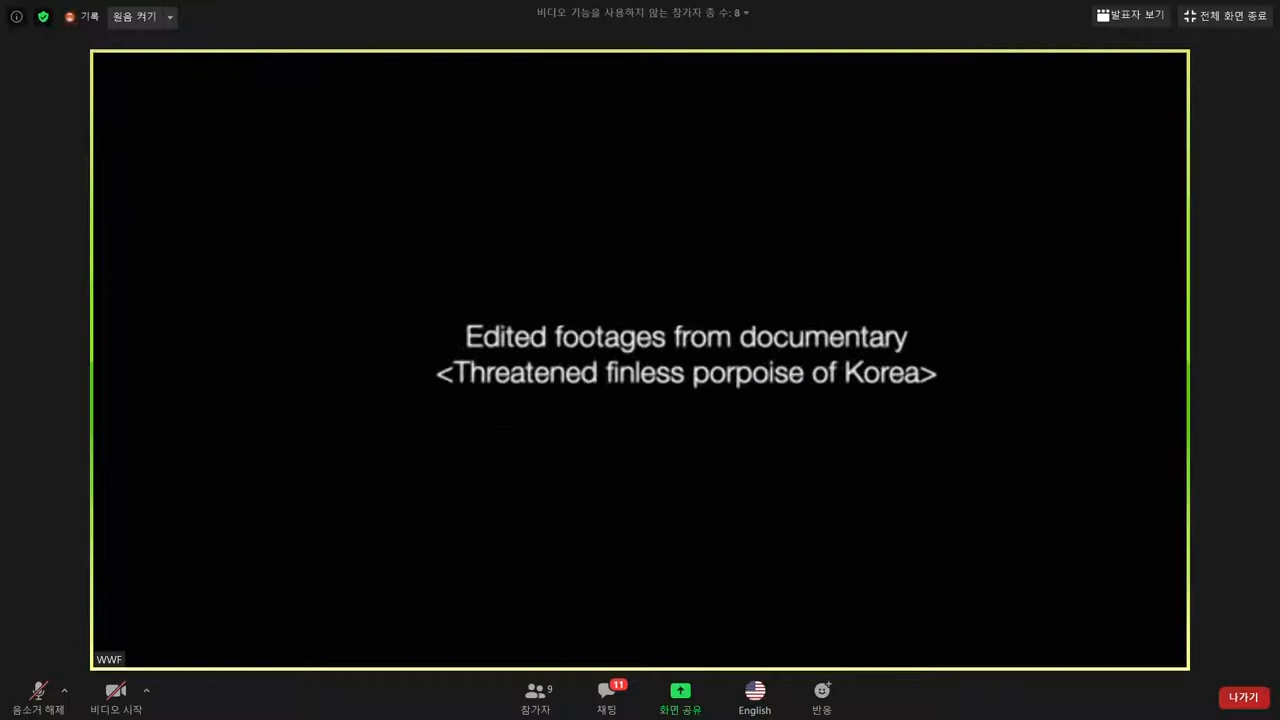 기록
원음 켜기
비디오 기능을 사용하지 않는 참가자 총 수: 8
발표자 보기
전체 화면 종료
Edited footages from documentary
<Threatened finless porpoise of Korea>
WWF
음소거 해제
비디오 시작
9
참가자
11
채팅
화면 공유
English
반응
나가기